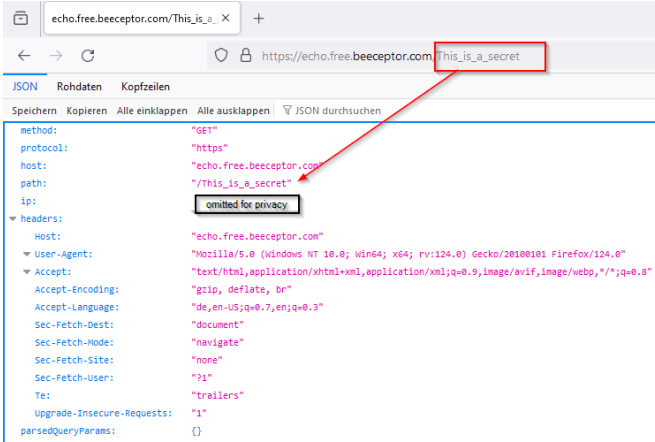 echo.free.beeceptor.com/This_is_a_
https://echo.free.beeceptor.com/This_is_a_secret
JSON Rohdaten Kopfzeilen
Speichern Kopieren Alle einklappen Alle ausklappen JSON durchsuchen
method: "GET"
protocol: "https"
host: "echo.free.beeceptor.com"
path: "/This_is_a_secret"
ip: omitted for privacy
headers:
Host: "echo.free.beeceptor.com"
User-Agent: "Mozilla/5.0 (Windows NT 10.0; Win64; x64; rv:124.0) Gecko/20100101 Firefox/124.0"
Accept: "text/html,application/xhtml+xml,application/xml;q=0.9,image/avif,image/webp,*/*;q=0.8"
Accept-Encoding: "gzip, deflate, br"
Accept-Language: "de,en-US;q=0.7,en;q=0.3"
Sec-Fetch-Dest: "document"
Sec-Fetch-Mode: "navigate"
Sec-Fetch-Site: "none"
Sec-Fetch-User: "?1"
Te: "trailers"
Upgrade-Insecure-Requests: "1"
parsedQueryParams: {}